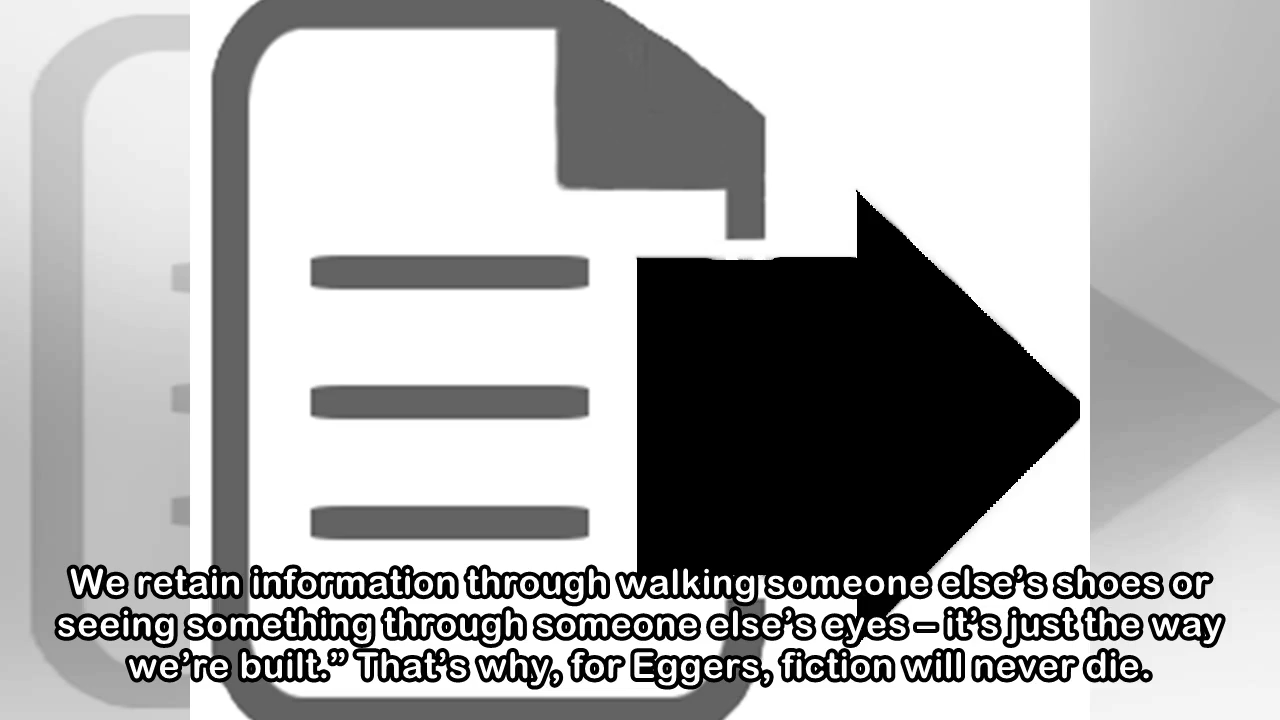 We retain information through walking someone else’s shoes or
seeing something through someone else’s eyes – it’s just the way
we’re built.” That’s why, for Eggers, fiction will never die.